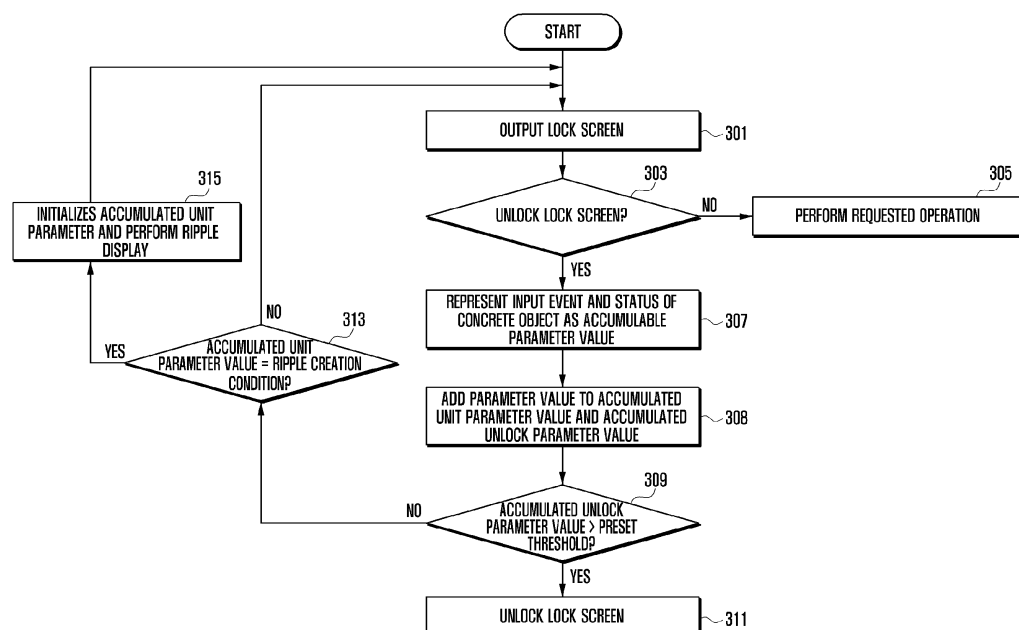 START
OUTPUT LOCK SCREEN
301
303
UNLOCK LOCK SCREEN?
NO
305
PERFORM REQUESTED OPERATION
YES
315
INITIALIZES ACCUMULATED UNIT
PARAMETER AND PERFORM RIPPLE
DISPLAY
REPRESENT INPUT EVENT AND STATUS OF
CONCRETE OBJECT AS ACCUMULABLE
PARAMETER VALUE
307
NO
313
YES
ACCUMULATED UNIT
PARAMETER VALUE = RIPPLE CREATION
CONDITION?
ADD PARAMETER VALUE TO ACCUMULATED
UNIT PARAMETER VALUE AND ACCUMULATED
UNLOCK PARAMETER VALUE
308
309
NO
ACCUMULATED UNLOCK
PARAMETER VALUE > PRESET
THRESHOLD?
YES
UNLOCK LOCK SCREEN
311